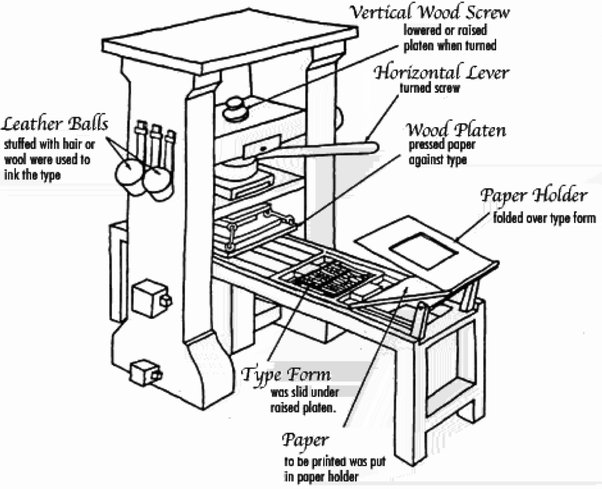 Vertical Wood Screw
lowered or raised
platen when turned
Horizontal Lever
turned screw
Leather Balls
stuffed with hair or
wool were used to
ink the type
Wood Platen
pressed paper
against type
Paper Holder
folded over type form
Type Form
was slid under
raised platen.
Paper
to be printed was put
in paper holder